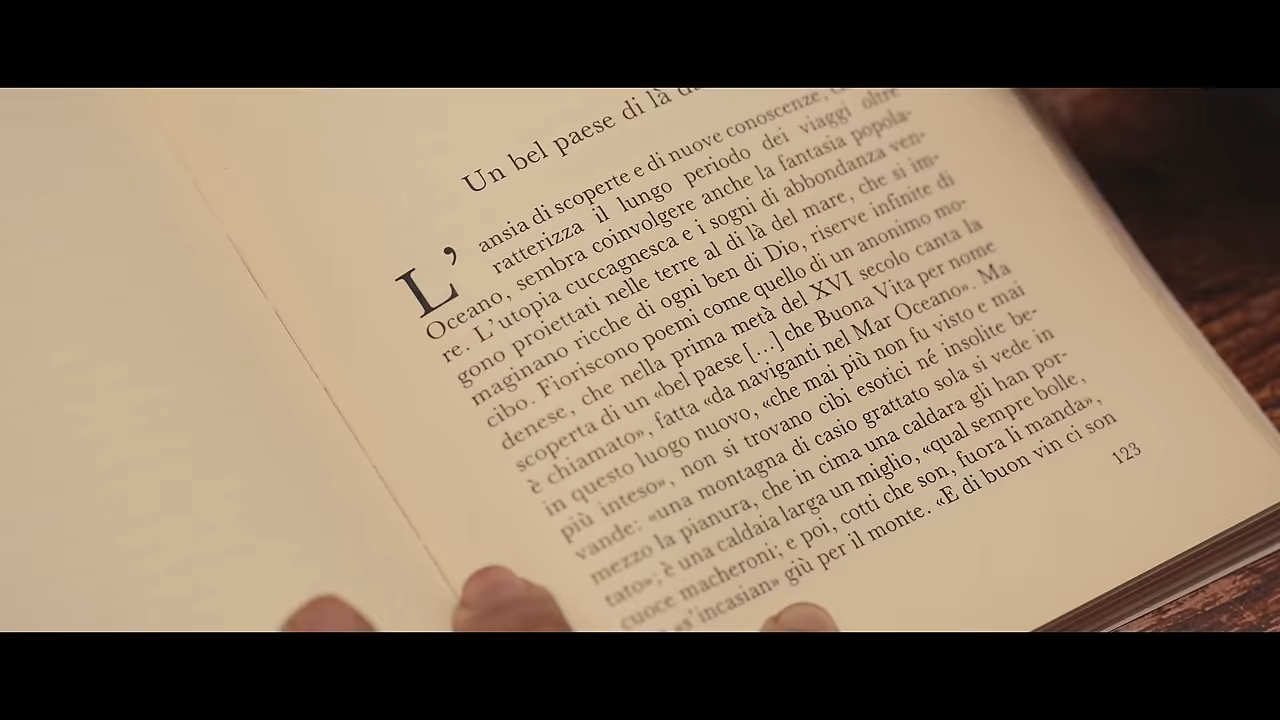 Un bel paese di là
L'ansia di scoperte e di nuove conoscenze,
ratterizza il lungo periodo dei viaggi oltre
Oceano, sembra coinvolgere anche la fantasia popola-
re. L'utopia cuccagnesca e i sogni di abbondanza ven-
gono proiettati nelle terre al di là del mare, che si im-
maginano ricche di ogni ben di Dio, riserve infinite di
cibo. Fioriscono poemi come quello di un anonimo mo-
denese, che nella prima metà del XVI secolo canta la
scoperta di un «bel paese [...] che Buona Vita per nome
è chiamato», fatta «da naviganti nel Mar Oceano». Ma
in questo luogo nuovo, «che mai più non fu visto e mai
più inteso», non si trovano cibi esotici né insolite be-
vande: «una montagna di casio grattato sola si vede in
mezzo la pianura, che in cima una caldara gli han por-
tato»; è una caldaia larga un miglio, «qual sempre bolle,
cuoce macheroni; e poi, cotti che son, fuora li manda»,
«s'incasian» giù per il monte. «E di buon vin ci son
123